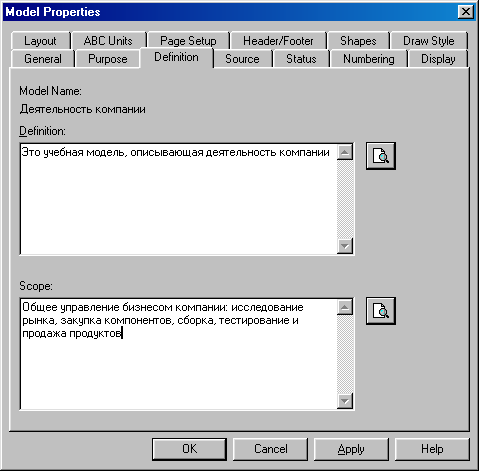 Model Properties
Layout ABC Units Page Setup Header/Footer Shapes Draw Style
General Purpose Definition Source Status Numbering Display
Model Name:
Деятельность компании
Definition:
Это учебная модель, описывающая деятельность компании
Scope:
Общее управление бизнесом компании: исследование
рынка, закупка компонентов, сборка, тестирование и
продажа продуктов
OK Cancel Apply Help